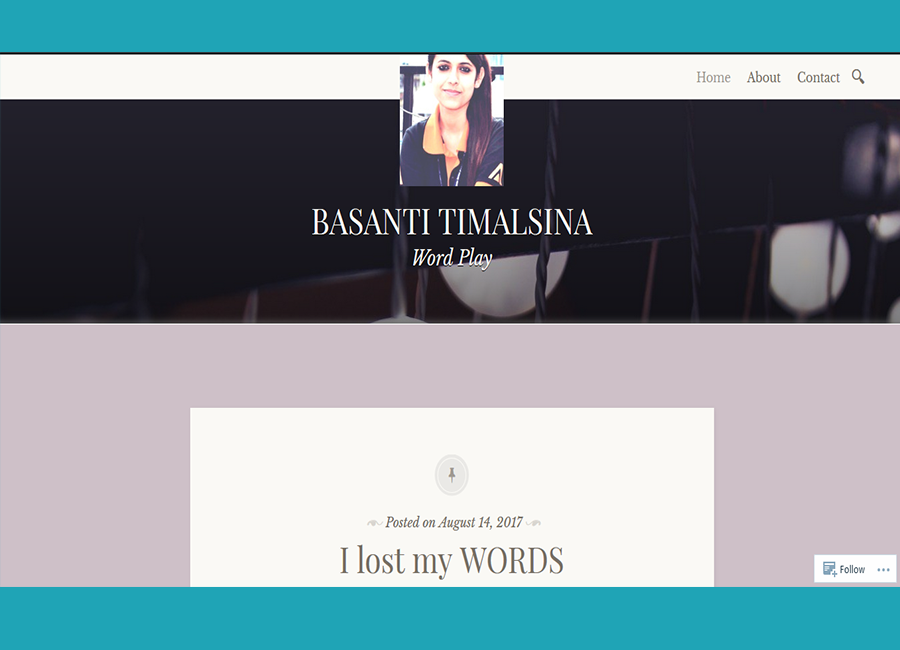 Home About Contact
BASANTI TIMALSINA
Word Play
Posted on August 14, 2017
I lost my WORDS
Follow